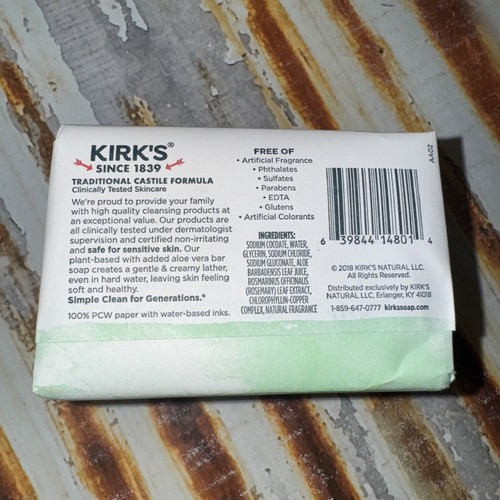 KIRK'S®
SINCE 1839
TRADITIONAL CASTILE FORMULA
Clinically Tested Skincare
We're proud to provide your family
with high quality cleansing products at
an exceptional value. Our products are
all clinically tested under dermatologist
supervision and certified non-irritating
and safe for sensitive skin. Our
plant-based with added aloe vera bar
soap creates a gentle & creamy lather,
even in hard water, leaving skin feeling
soft and healthy.
Simple Clean for Generations.®
100% PCW paper with water-based inks.
FREE OF
• Artificial Fragrance
• Phthalates
• Sulfates
• Parabens
• EDTA
• Glutens
• Artificial Colorants
INGREDIENTS:
SODIUM COCOATE, WATER,
GLYCERIN, SODIUM CHLORIDE,
SODIUM GLUCONATE, ALOE
BARBADENSIS LEAF JUICE,
ROSMARINUS OFFICINALIS
(ROSEMARY) LEAF EXTRACT,
CHLOROPHYLLIN-COPPER
COMPLEX, NATURAL FRAGRANCE
AA02
6 39844 14801 4
© 2018 KIRK'S NATURAL LLC.
All Rights Reserved.
Distributed exclusively by KIRK'S
NATURAL LLC, Erlanger, KY 41018
1-859-647-0777 kirkssoap.com